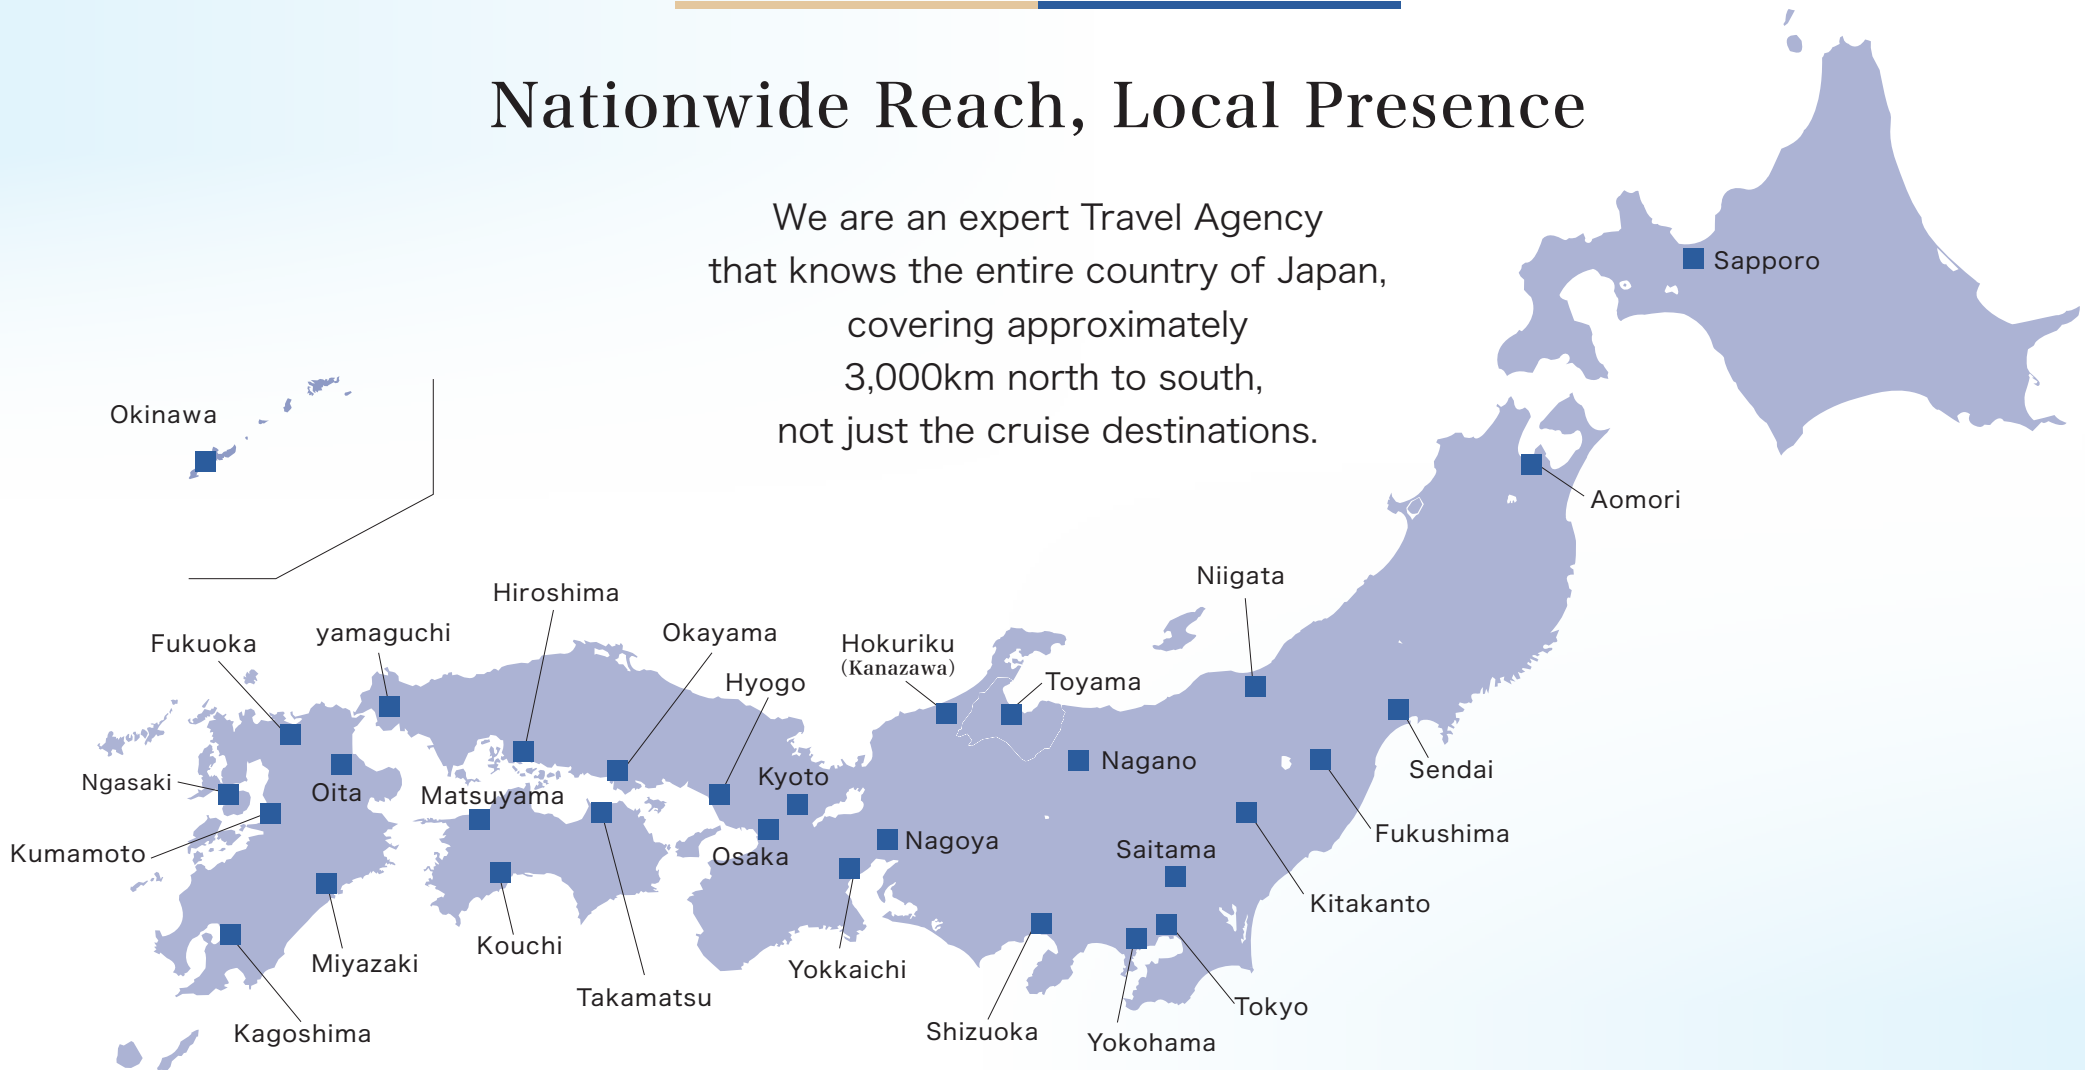 Nationwide Reach, Local Presence
We are an expert Travel Agency
that knows the entire country of Japan,
covering approximately
3,000km north to south,
not just the cruise destinations.
Sapporo
Okinawa
Aomori
Niigata
Hiroshima
Fukuoka
yamaguchi
Okayama
Hokuriku
(Kanazawa)
Hyogo
Toyama
Nagano
Sendai
Kyoto
Ngasaki
Oita
Matsuyama
Fukushima
Nagoya
Kumamoto
Osaka
Saitama
Kitakanto
Kouchi
Miyazaki
Yokkaichi
Takamatsu
Tokyo
Kagoshima
Shizuoka
Yokohama